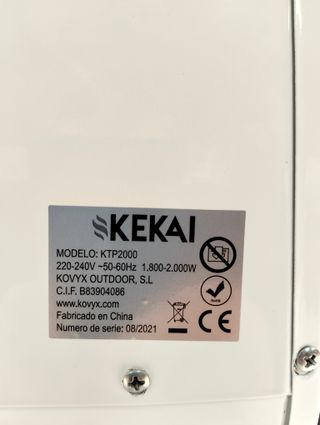 KEKAI
MODELO: KTP2000
220-240V ~50-60Hz 1.800-2.000W
KOVYX OUTDOOR, S.L
C.I.F. B83904086
www.kovyx.com
Fabricado en China
Numero de serie: 08/2021
RoHS
CE